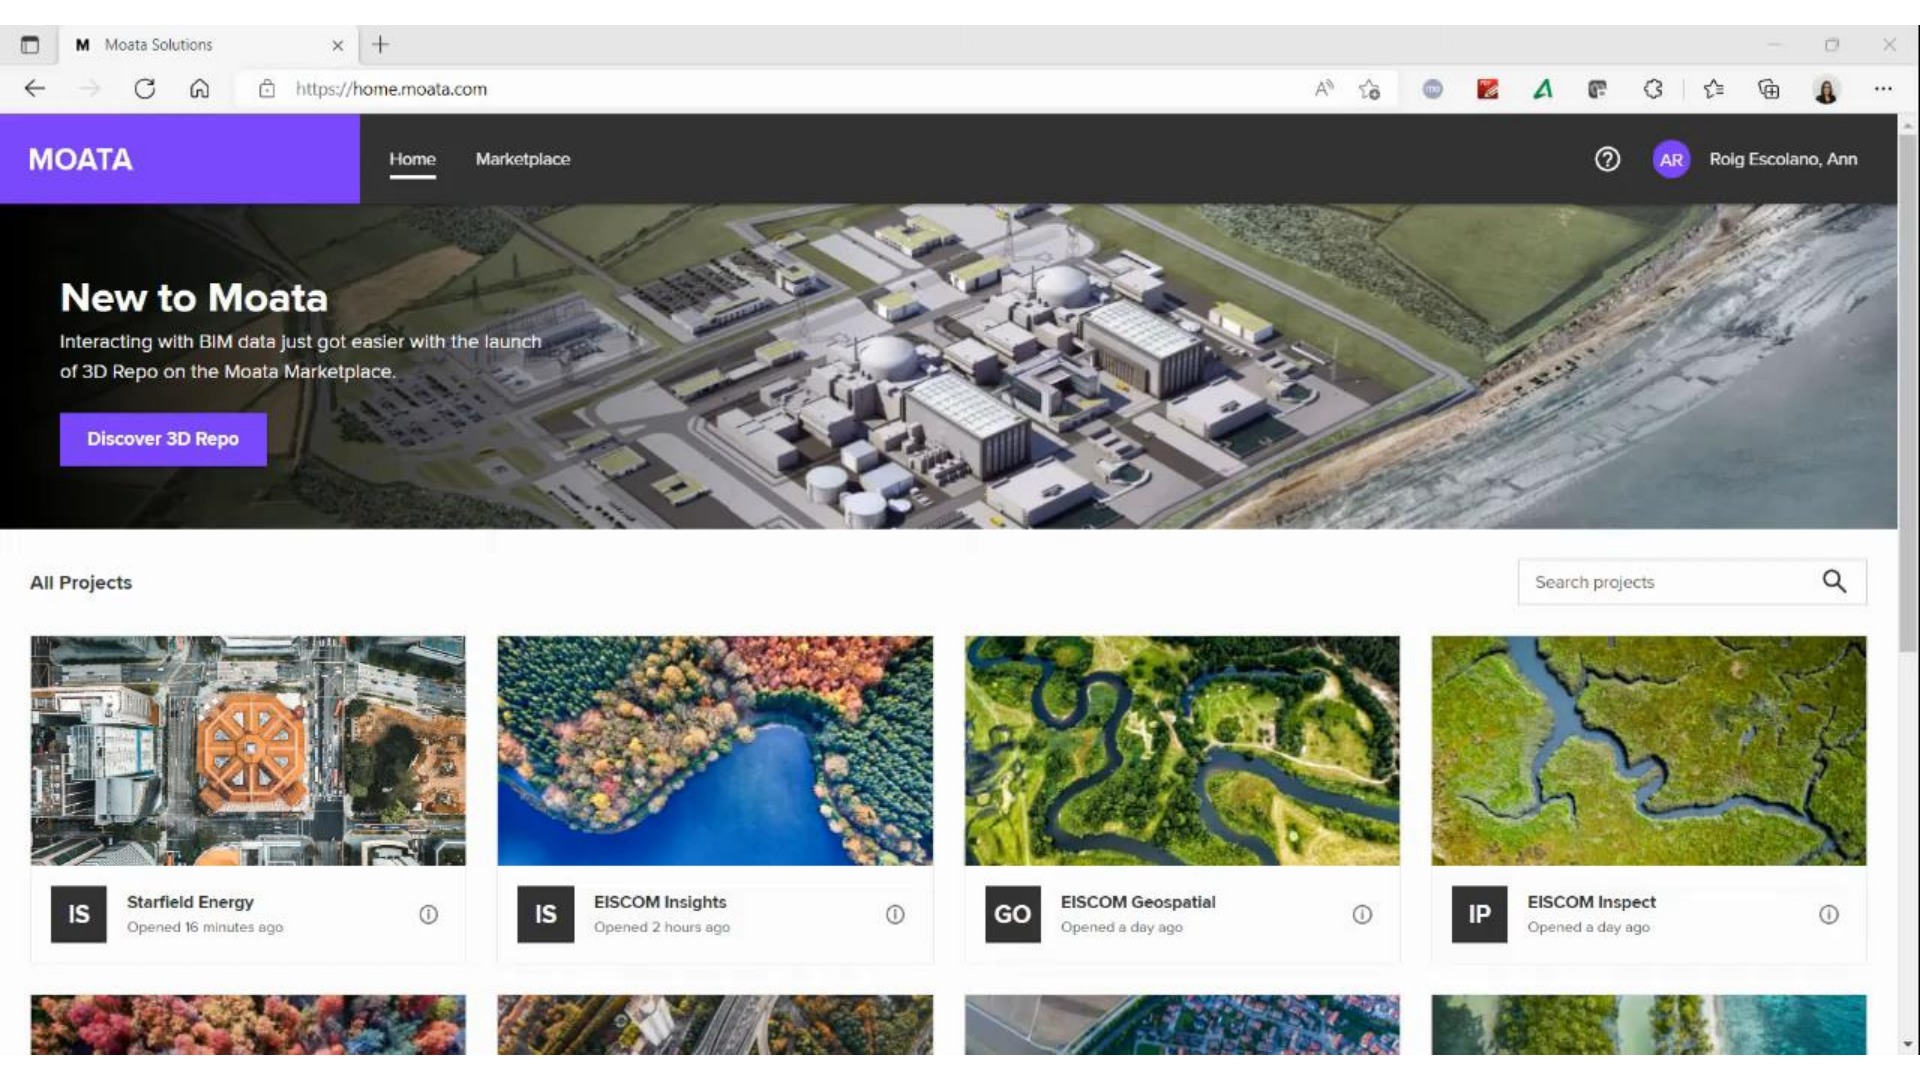 M Moata Solutions
https://home.moata.com
MOATA
Home
Marketplace
AR
Roig Escolano, Ann
New to Moata
Interacting with BIM data just got easier with the launch
of 3D Repo on the Moata Marketplace.
Discover 3D Repo
All Projects
Search projects
IS
Starfield Energy
Opened 16 minutes ago
IS
EISCOM Insights
Opened 2 hours ago
GO
EISCOM Geospatial
Opened a day ago
IP
EISCOM Inspect
Opened a day ago